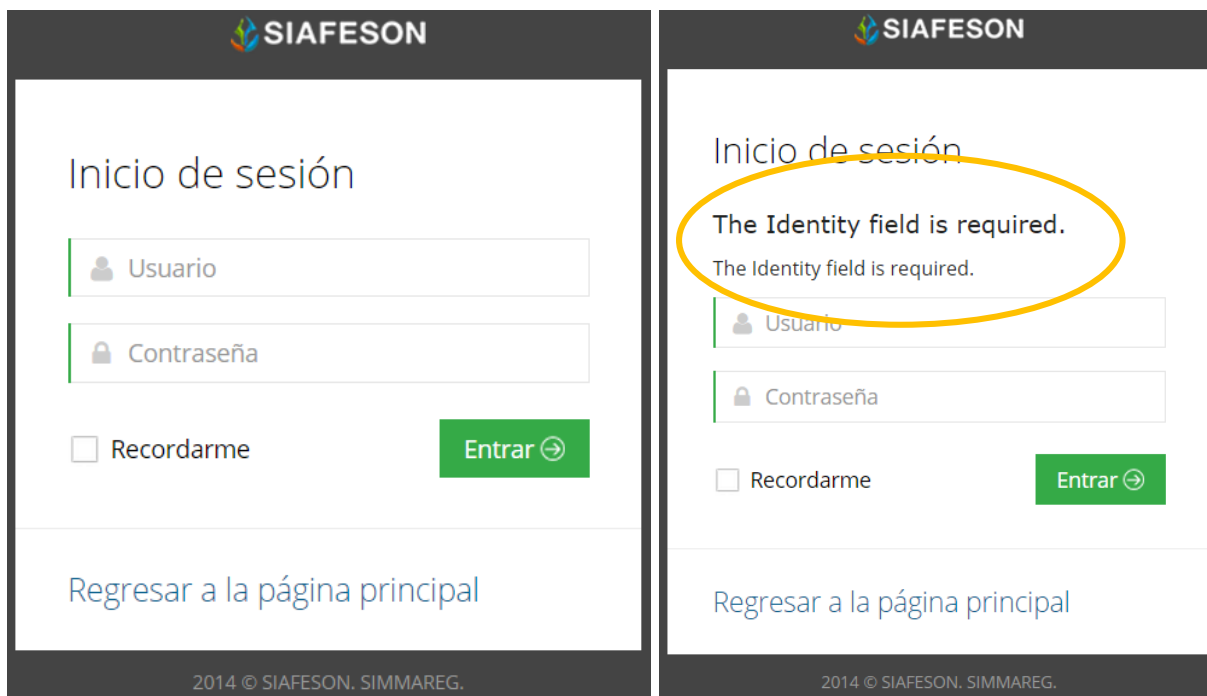 SIAFESON
Inicio de sesión
Usuario
Contraseña
Recordarme
Entrar
Regresar a la página principal
2014 © SIAFESON. SIMMAREG.
SIAFESON
Inicio de sesión
The Identity field is required.
The Identity field is required.
Usuario
Contraseña
Recordarme
Entrar
Regresar a la página principal
2014 © SIAFESON. SIMMAREG.